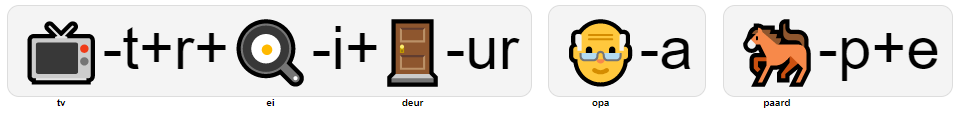 -t+r+ -i+ -ur -a -p+e
tv ei deur opa paard